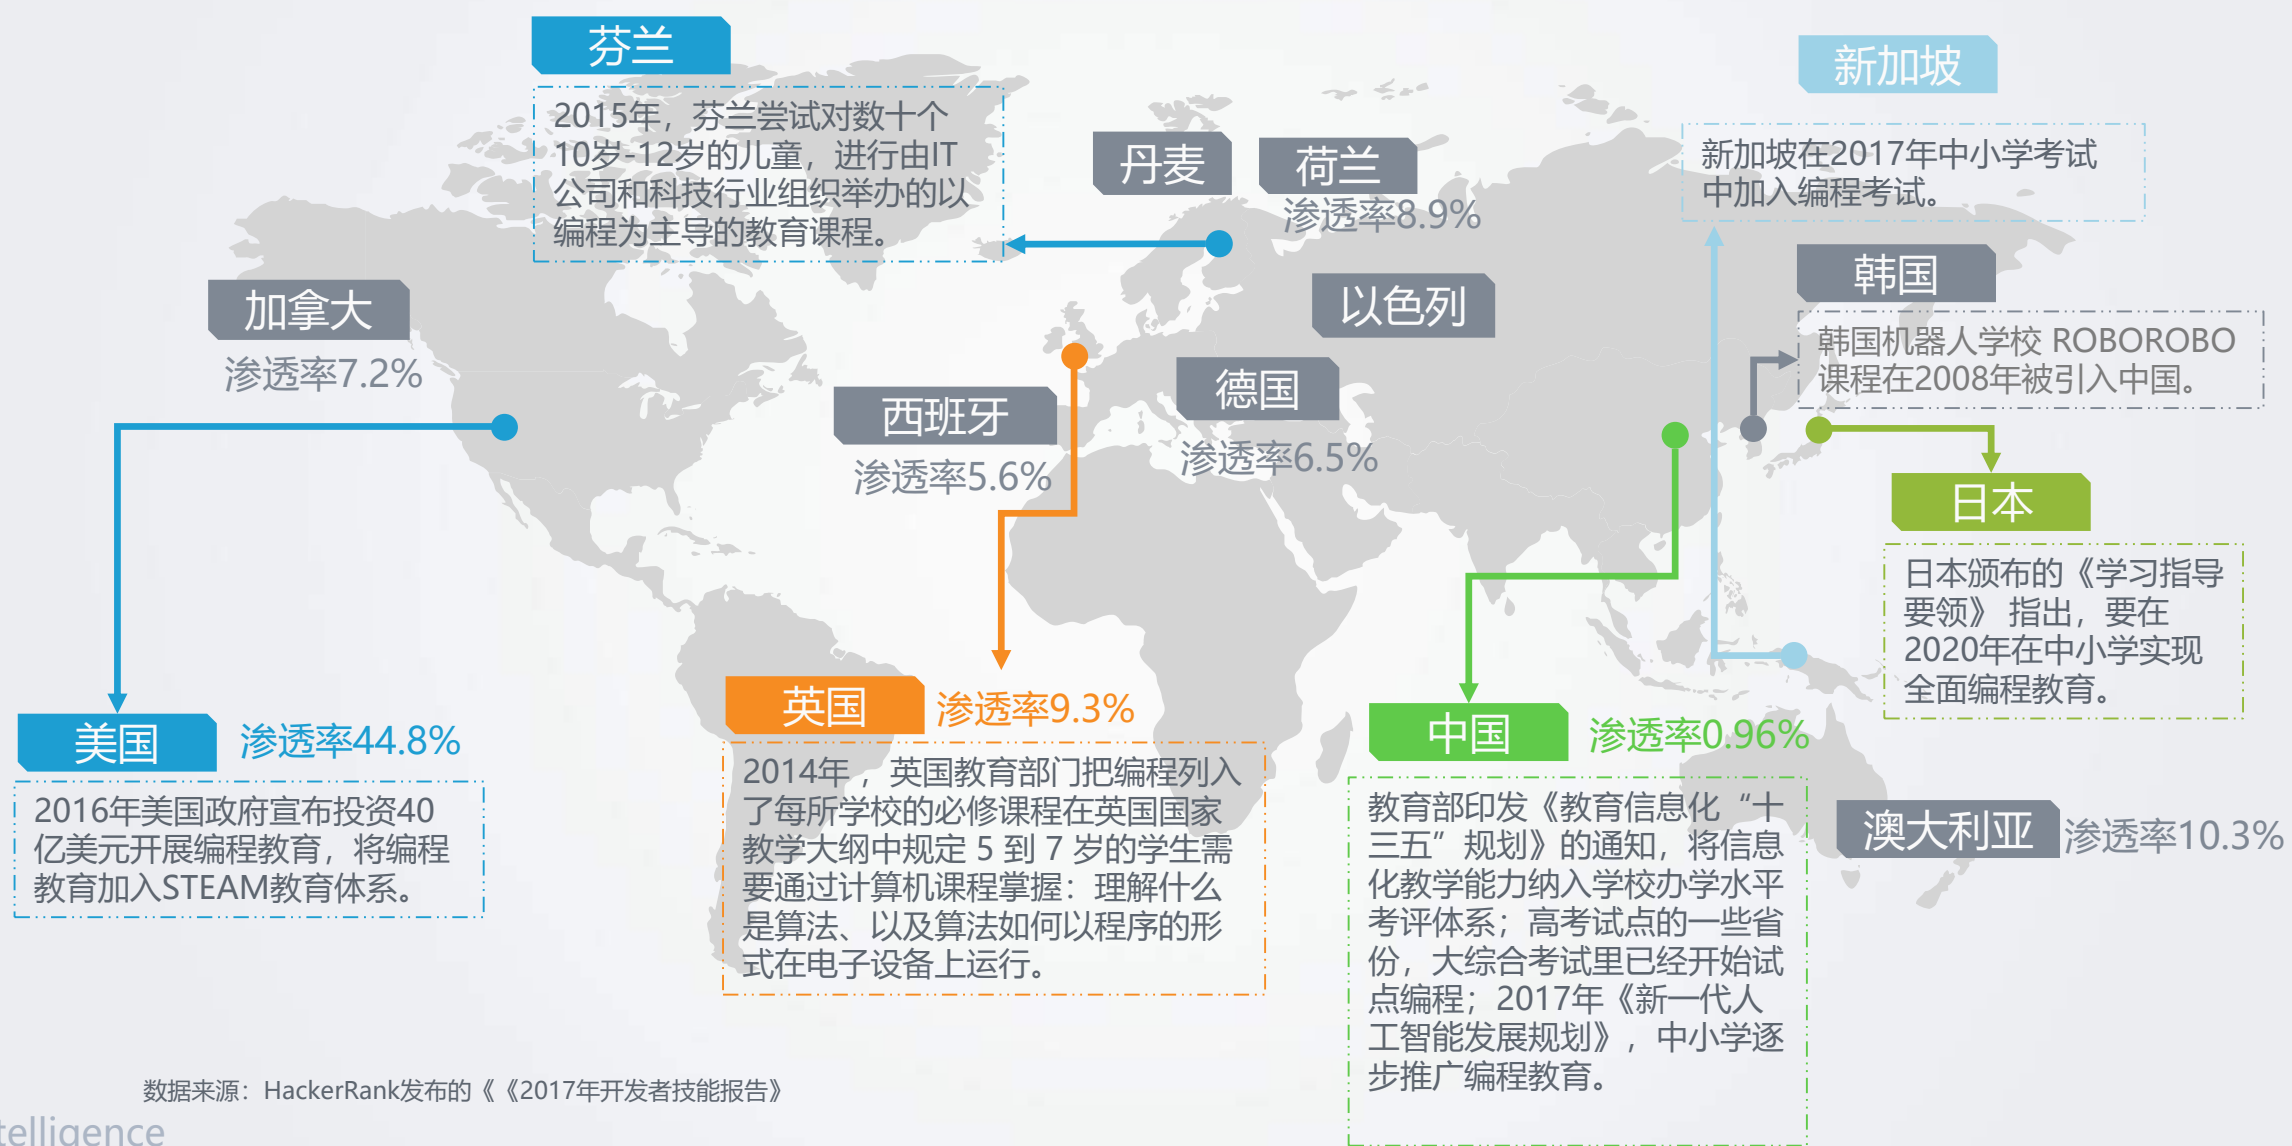 芬兰
2015年，芬兰尝试对数十个
10岁-12岁的儿童，进行由IT
公司和科技行业组织举办的以
编程为主导的教育课程。
丹麦
荷兰
渗透率8.9%
新加坡
新加坡在2017年中小学考试
中加入编程考试。
加拿大
渗透率7.2%
以色列
韩国
韩国机器人学校 ROBOROBO
课程在2008年被引入中国。
西班牙
渗透率5.6%
德国
渗透率6.5%
日本
日本颁布的《学习指导
要领》 指出，要在
2020年在中小学实现
全面编程教育。
美国
渗透率44.8%
2016年美国政府宣布投资40
亿美元开展编程教育，将编程
教育加入STEAM教育体系。
英国
渗透率9.3%
2014年 ，英国教育部门把编程列入
了每所学校的必修课程在英国国家
教学大纲中规定 5 到 7 岁的学生需
要通过计算机课程掌握：理解什么
是算法、以及算法如何以程序的形
式在电子设备上运行。
中国
渗透率0.96%
教育部印发《教育信息化“十
三五”规划》的通知，将信息
化教学能力纳入学校办学水平
考评体系；高考试点的一些省
份，大综合考试里已经开始试
点编程；2017年《新一代人
工智能发展规划》，中小学逐
步推广编程教育。
澳大利亚
渗透率10.3%
数据来源：HackerRank发布的《《2017年开发者技能报告》
telligence